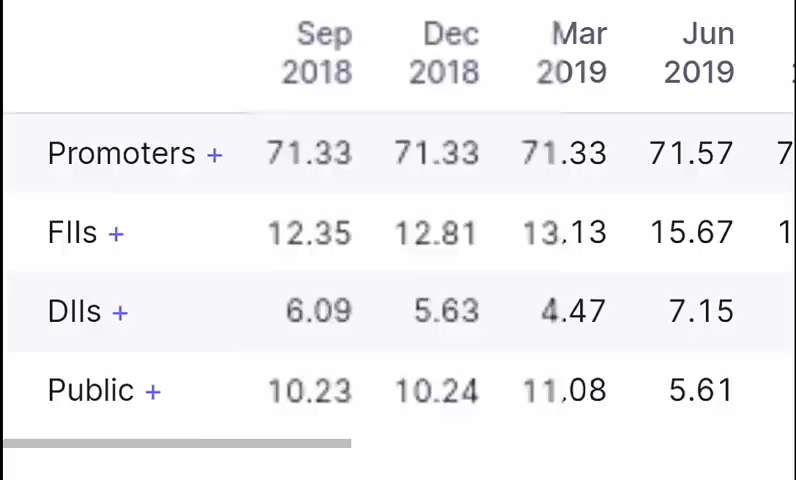 Sep Dec Mar Jun
2018 2018 2019 2019
Promoters + 71.33 71.33 71.33 71.57 7
FIIs + 12.35 12.81 13.13 15.67 1
DIIs + 6.09 5.63 4.47 7.15
Public + 10.23 10.24 11.08 5.61